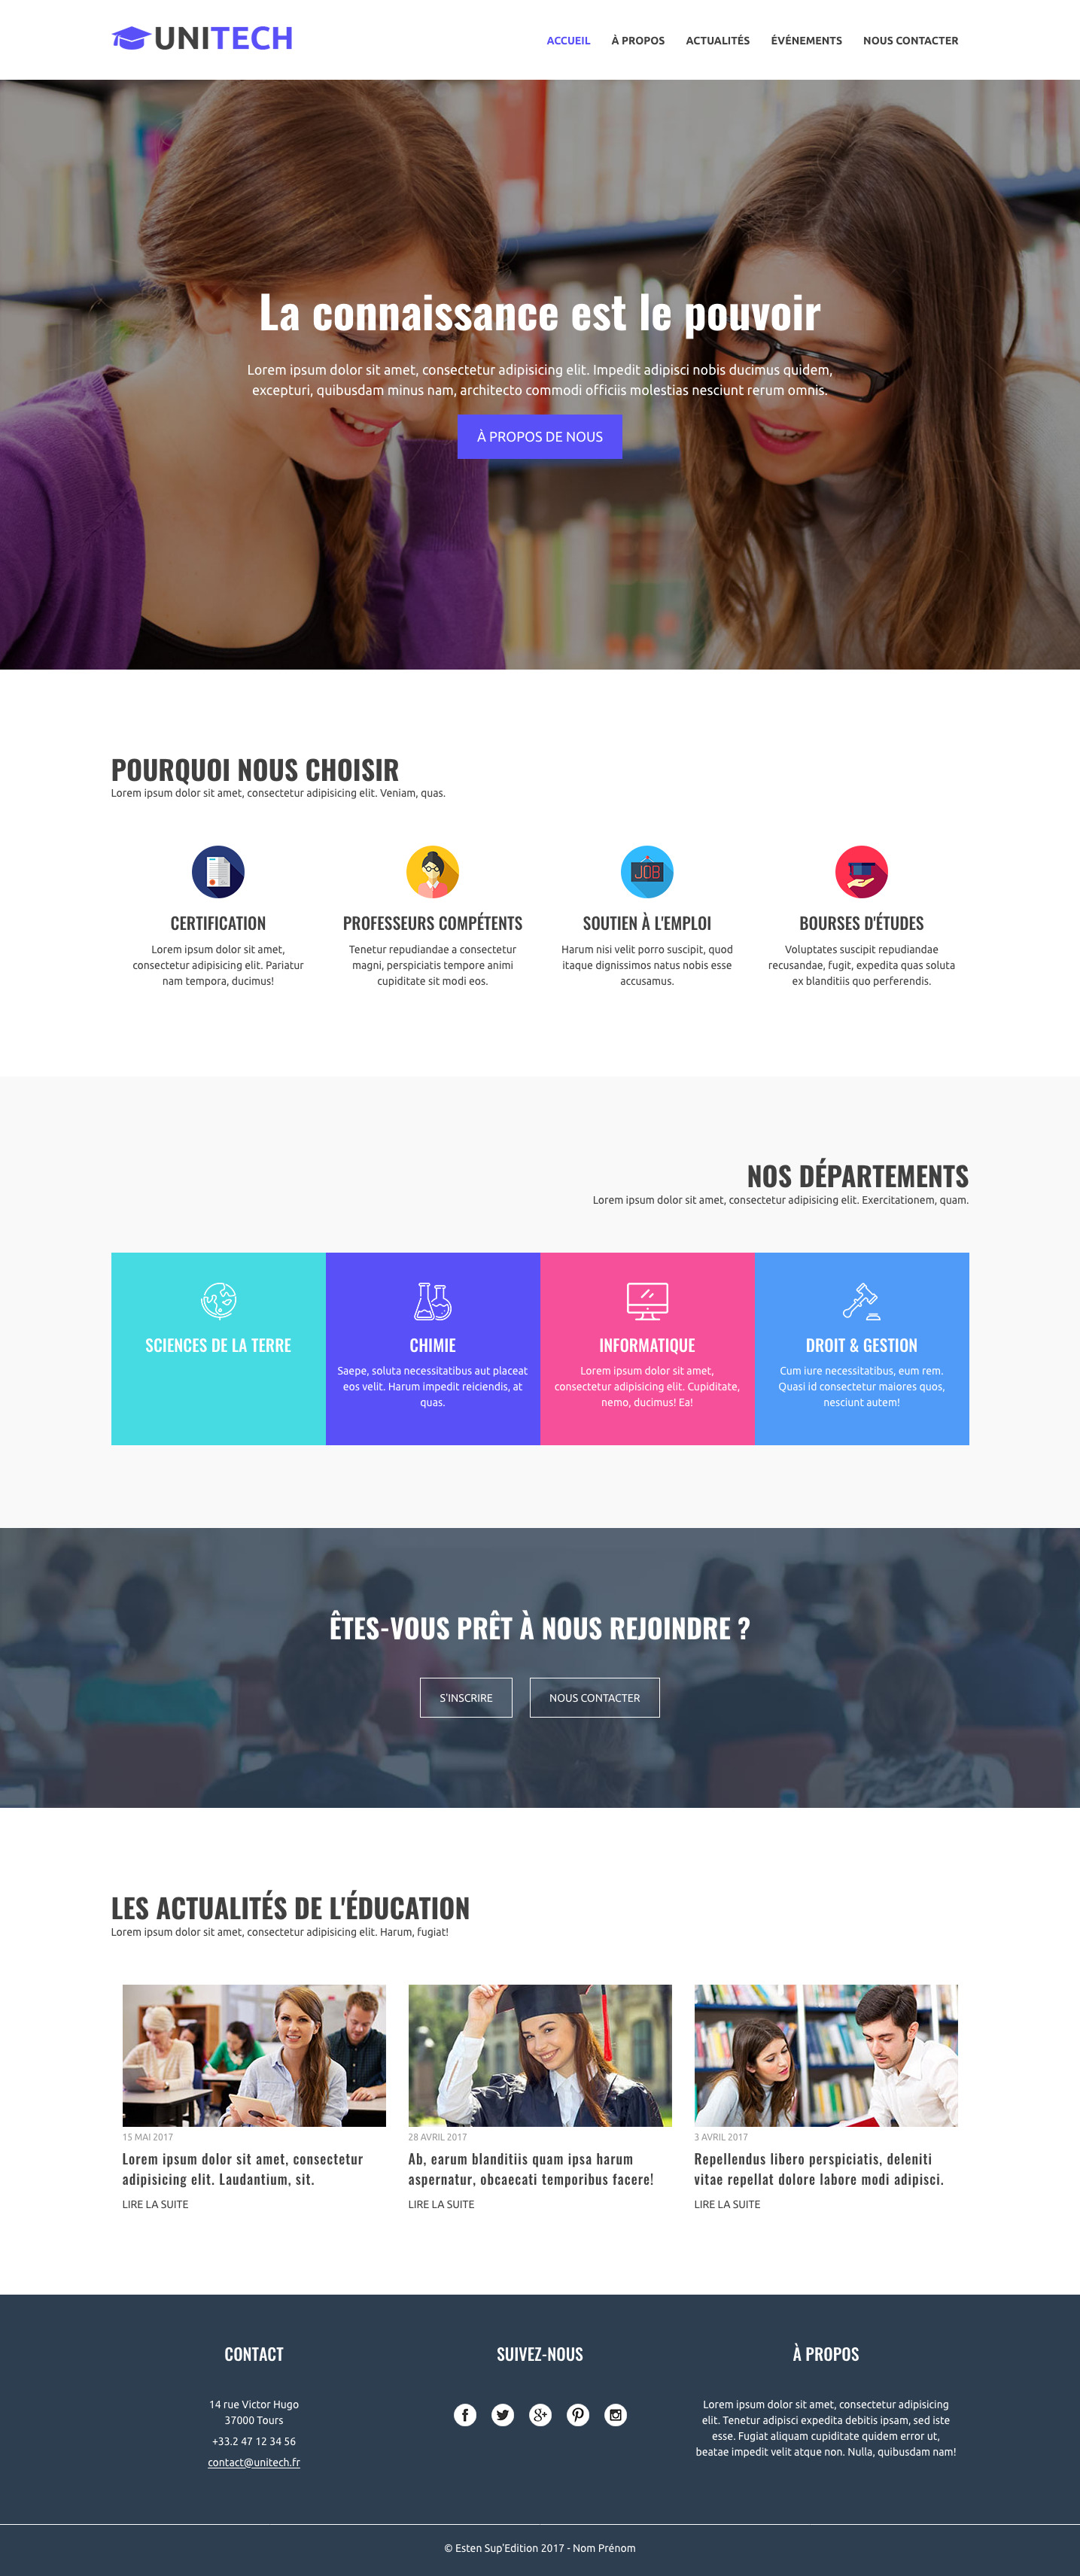 UNITECH
ACCUEIL À PROPOS ACTUALITÉS ÉVÉNEMENTS NOUS CONTACTER
La connaissance est le pouvoir
Lorem ipsum dolor sit amet, consectetur adipisicing elit. Impedit adipisci nobis ducimus quidem,
excepturi, quibusdam minus nam, architecto commodi officiis molestias nesciunt rerum omnis.
À PROPOS DE NOUS
POURQUOI NOUS CHOISIR
Lorem ipsum dolor sit amet, consectetur adipisicing elit. Veniam, quas.
CERTIFICATION
Lorem ipsum dolor sit amet,
consectetur adipisicing elit. Pariatur
nam tempora, ducimus!
PROFESSEURS COMPÉTENTS
Tenetur repudiandae a consectetur
magni, perspiciatis tempore animi
cupiditate sit modi eos.
JOB
SOUTIEN À L'EMPLOI
Harum nisi velit porro suscipit, quod
itaque dignissimos natus nobis esse
accusamus.
BOURSES D'ÉTUDES
Voluptates suscipit repudiandae
recusandae, fugit, expedita quas soluta
ex blanditiis quo perferendis.
NOS DÉPARTEMENTS
Lorem ipsum dolor sit amet, consectetur adipisicing elit. Exercitationem, quam.
SCIENCES DE LA TERRE
CHIMIE
Saepe, soluta necessitatibus aut placeat
eos velit. Harum impedit reiciendis, at
quas.
INFORMATIQUE
Lorem ipsum dolor sit amet,
consectetur adipisicing elit. Cupiditate,
nemo, ducimus! Ea!
DROIT & GESTION
Cum iure necessitatibus, eum rem.
Quasi id consectetur maiores quos,
nesciunt autem!
ÊTES-VOUS PRÊT À NOUS REJOINDRE ?
S'INSCRIRE NOUS CONTACTER
LES ACTUALITÉS DE L'ÉDUCATION
Lorem ipsum dolor sit amet, consectetur adipisicing elit. Harum, fugiat!
15 MAI 2017
Lorem ipsum dolor sit amet, consectetur
adipisicing elit. Laudantium, sit.
LIRE LA SUITE
28 AVRIL 2017
Ab, earum blanditiis quam ipsa harum
aspernatur, obcaecati temporibus facere!
LIRE LA SUITE
3 AVRIL 2017
Repellendus libero perspiciatis, deleniti
vitae repellat dolore labore modi adipisci.
LIRE LA SUITE
CONTACT
14 rue Victor Hugo
37000 Tours
+33.2 47 12 34 56
contact@unitech.fr
SUIVEZ-NOUS
À PROPOS
Lorem ipsum dolor sit amet, consectetur adipisicing
elit. Tenetur adipisci expedita debitis ipsam, sed iste
esse. Fugiat aliquam cupiditate quidem error ut,
beatae impedit velit atque non. Nulla, quibusdam nam!
© Esten Sup'Edition 2017 - Nom Prénom